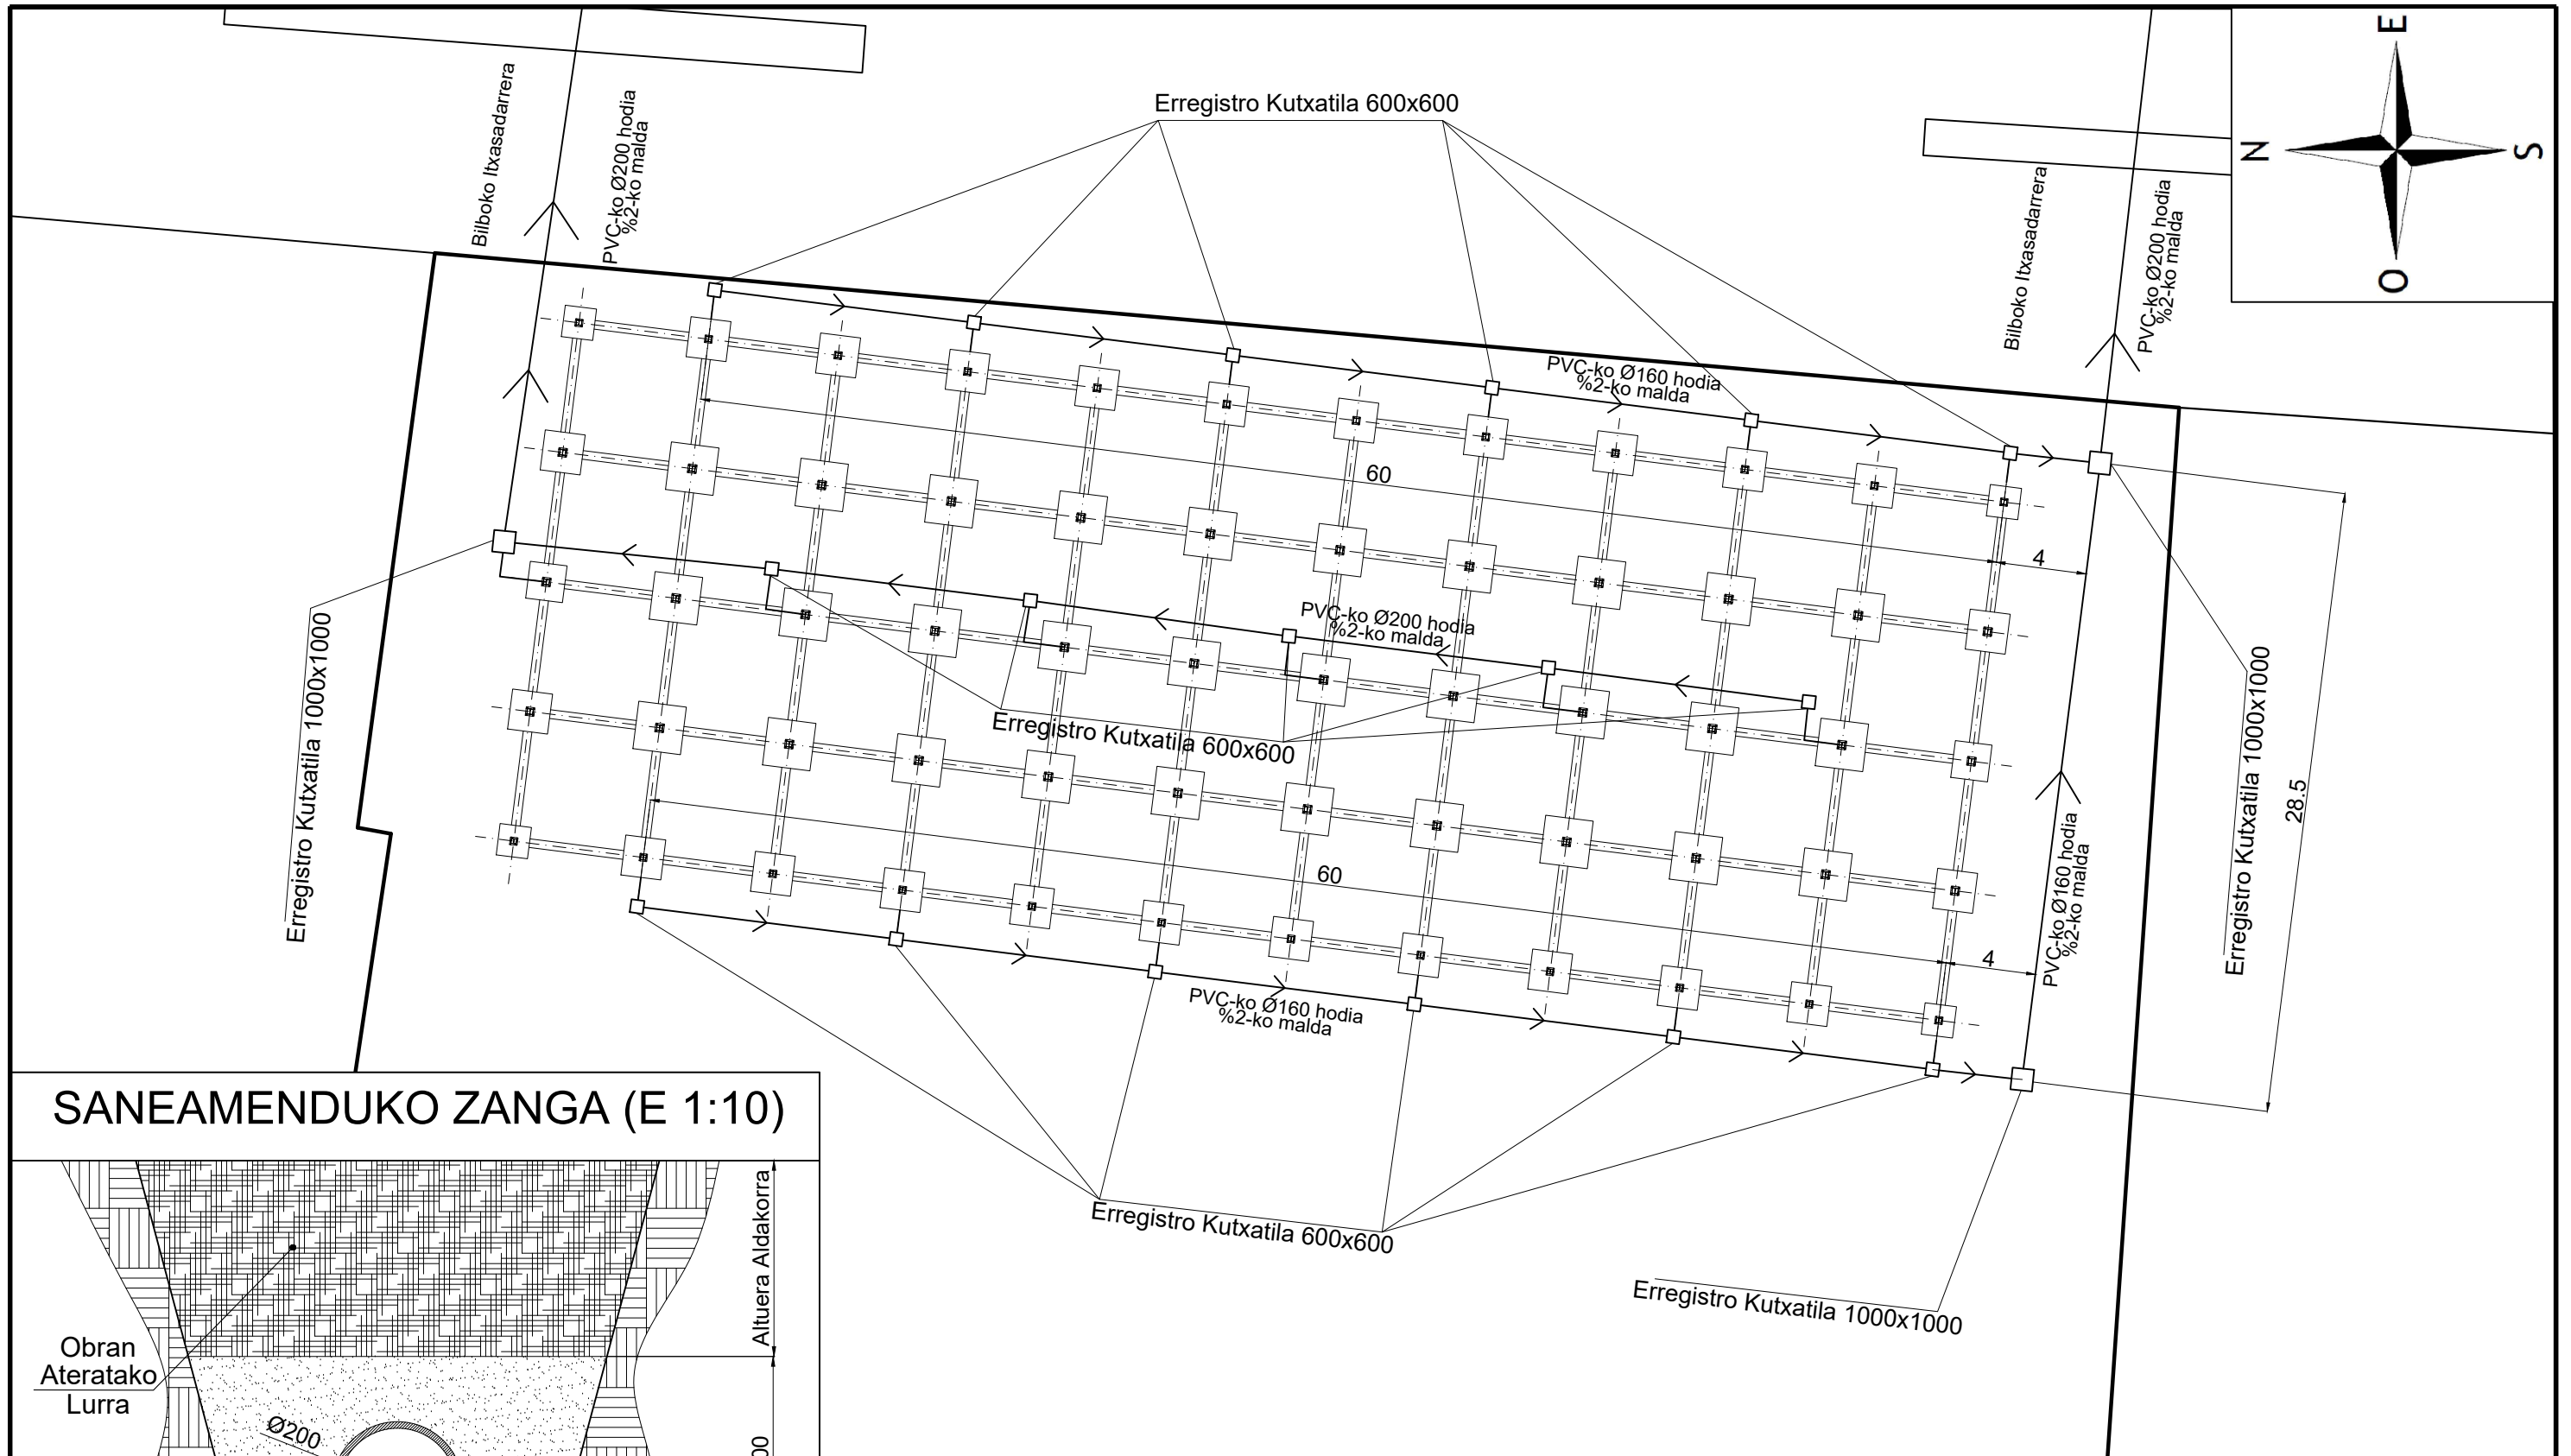 E
N
S
O
Bilboko Itxasadarrera
PVC-ko Ø200 hodia
%2-ko malda
Erregistro Kutxatila 600x600
Bilboko Itxasadarrera
PVC-ko Ø200 hodia
%2-ko malda
PVC-ko Ø160 hodia
%2-ko malda
60
4
PVC-ko Ø200 hodia
%2-ko malda
Erregistro Kutxatila 1000x1000
Erregistro Kutxatila 600x600
Erregistro Kutxatila 1000x1000
28.5
60
4
PVC-ko Ø160 hodia
%2-ko malda
PVC-ko Ø160 hodia
%2-ko malda
Erregistro Kutxatila 600x600
Erregistro Kutxatila 1000x1000
SANEAMENDUKO ZANGA (E 1:10)
Altuera Aldakorra
Obran
Ateratako
Lurra
Ø200